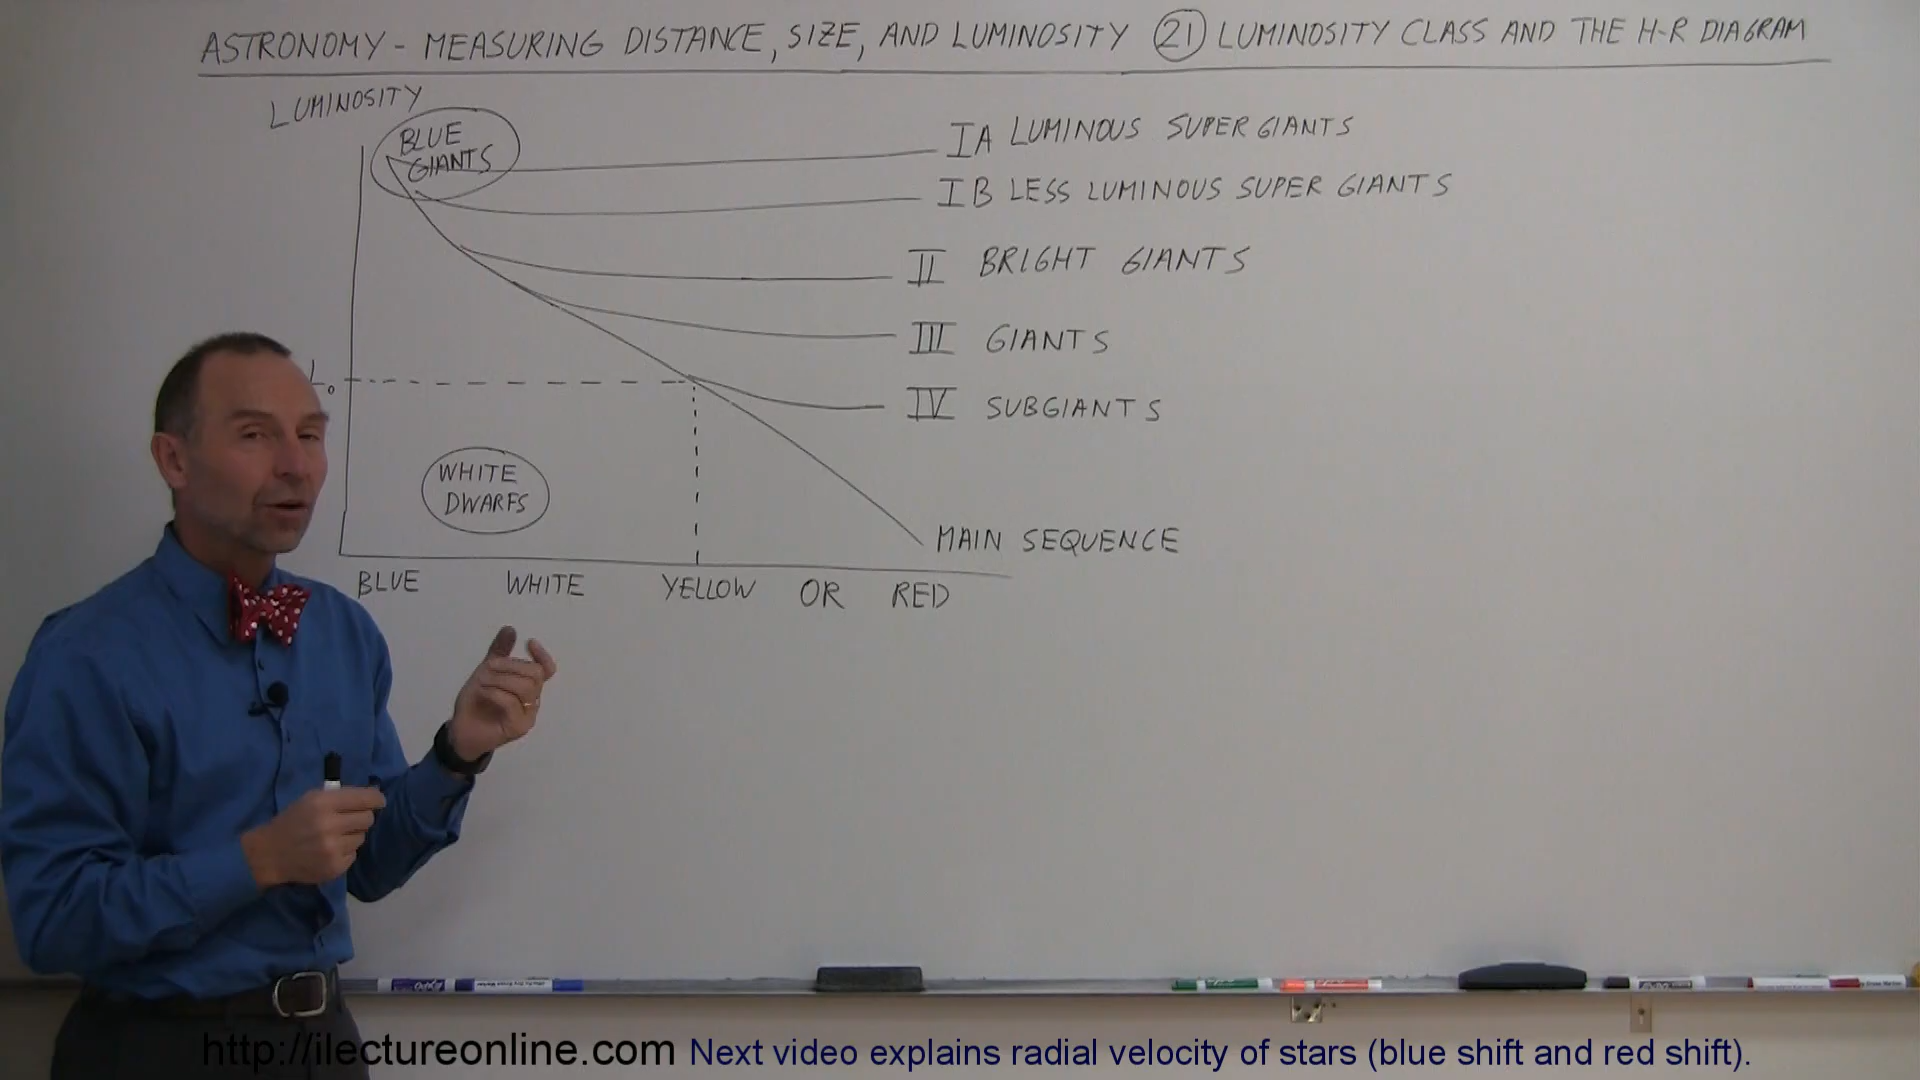 ASTRONOMY - MEASURING DISTANCE, SIZE, AND LUMINOSITY 21 LUMINOSITY CLASS AND THE H-R DIAGRAM
LUMINOSITY
BLUE
GIANTS
IA LUMINOUS SUPER GIANTS
IB LESS LUMINOUS SUPER GIANTS
II BRIGHT GIANTS
III GIANTS
L₀
IV SUBGIANTS
WHITE
DWARFS
MAIN SEQUENCE
BLUE WHITE YELLOW OR RED
http://ilectureonline.com Next video explains radial velocity of stars (blue shift and red shift).